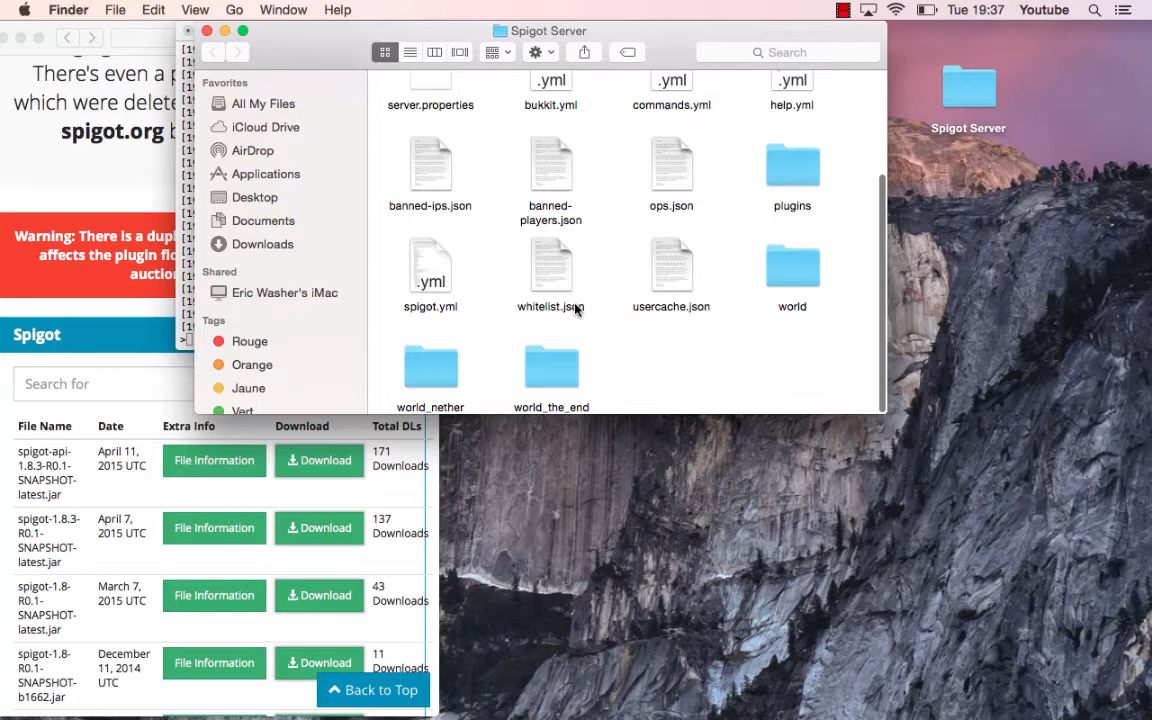 Finder File Edit View Go Window Help
Tue 19:37 Youtube
Spigot Server
Search
Favorites
All My Files
iCloud Drive
AirDrop
Applications
Desktop
Documents
Downloads
Shared
Eric Washer's iMac
Tags
Rouge
Orange
Jaune
Vert
server.properties
.yml
bukkit.yml
.yml
commands.yml
.yml
help.yml
banned-ips.json
banned-
players.json
ops.json
plugins
.yml
spigot.yml
whitelist.json
usercache.json
world
world_nether
world_the_end
Spigot Server
There's even a p
which were delete
spigot.org
Warning: There is a dup
affects the plugin flo
auctio
Spigot
Search for
File Name Date Extra Info Download Total DLs
spigot-api-
1.8.3-R0.1-
SNAPSHOT-
latest.jar
April 11,
2015 UTC
File Information
Download
171
Downloads
spigot-1.8.3-
R0.1-
SNAPSHOT-
latest.jar
April 7,
2015 UTC
File Information
Download
137
Downloads
spigot-1.8-
R0.1-
SNAPSHOT-
latest.jar
March 7,
2015 UTC
File Information
Download
43
Downloads
spigot-1.8-
R0.1-
SNAPSHOT-
b1662.jar
December
11, 2014
UTC
File Information
Download
11
Downloads
Back to Top